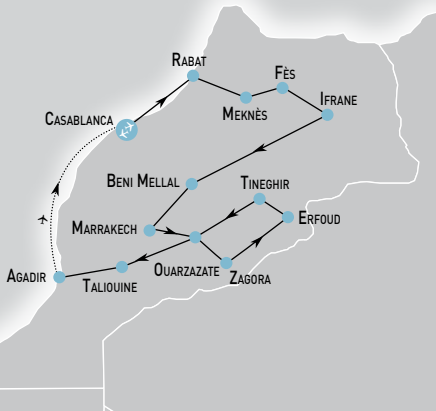 RABAT
FÈS
IFRANE
MEKNÈS
CASABLANCA
BENI MELLAL
TINEGHIR
ERFOUD
MARRAKECH
OUARZAZATE
ZAGORA
AGADIR
TALIOUINE